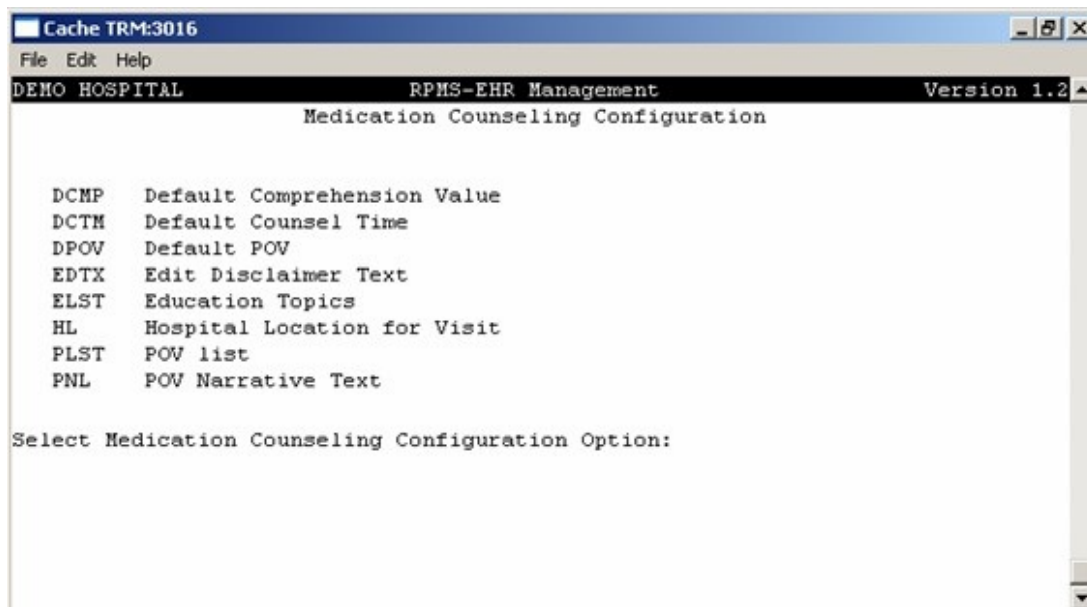 Cache TRM:3016
File Edit Help
DEMO HOSPITAL RPMS-EHR Management Version 1.2
Medication Counseling Configuration
DCMP Default Comprehension Value
DCTM Default Counsel Time
DPOV Default POV
EDTX Edit Disclaimer Text
ELST Education Topics
HL Hospital Location for Visit
PLST POV list
PNL POV Narrative Text
Select Medication Counseling Configuration Option: